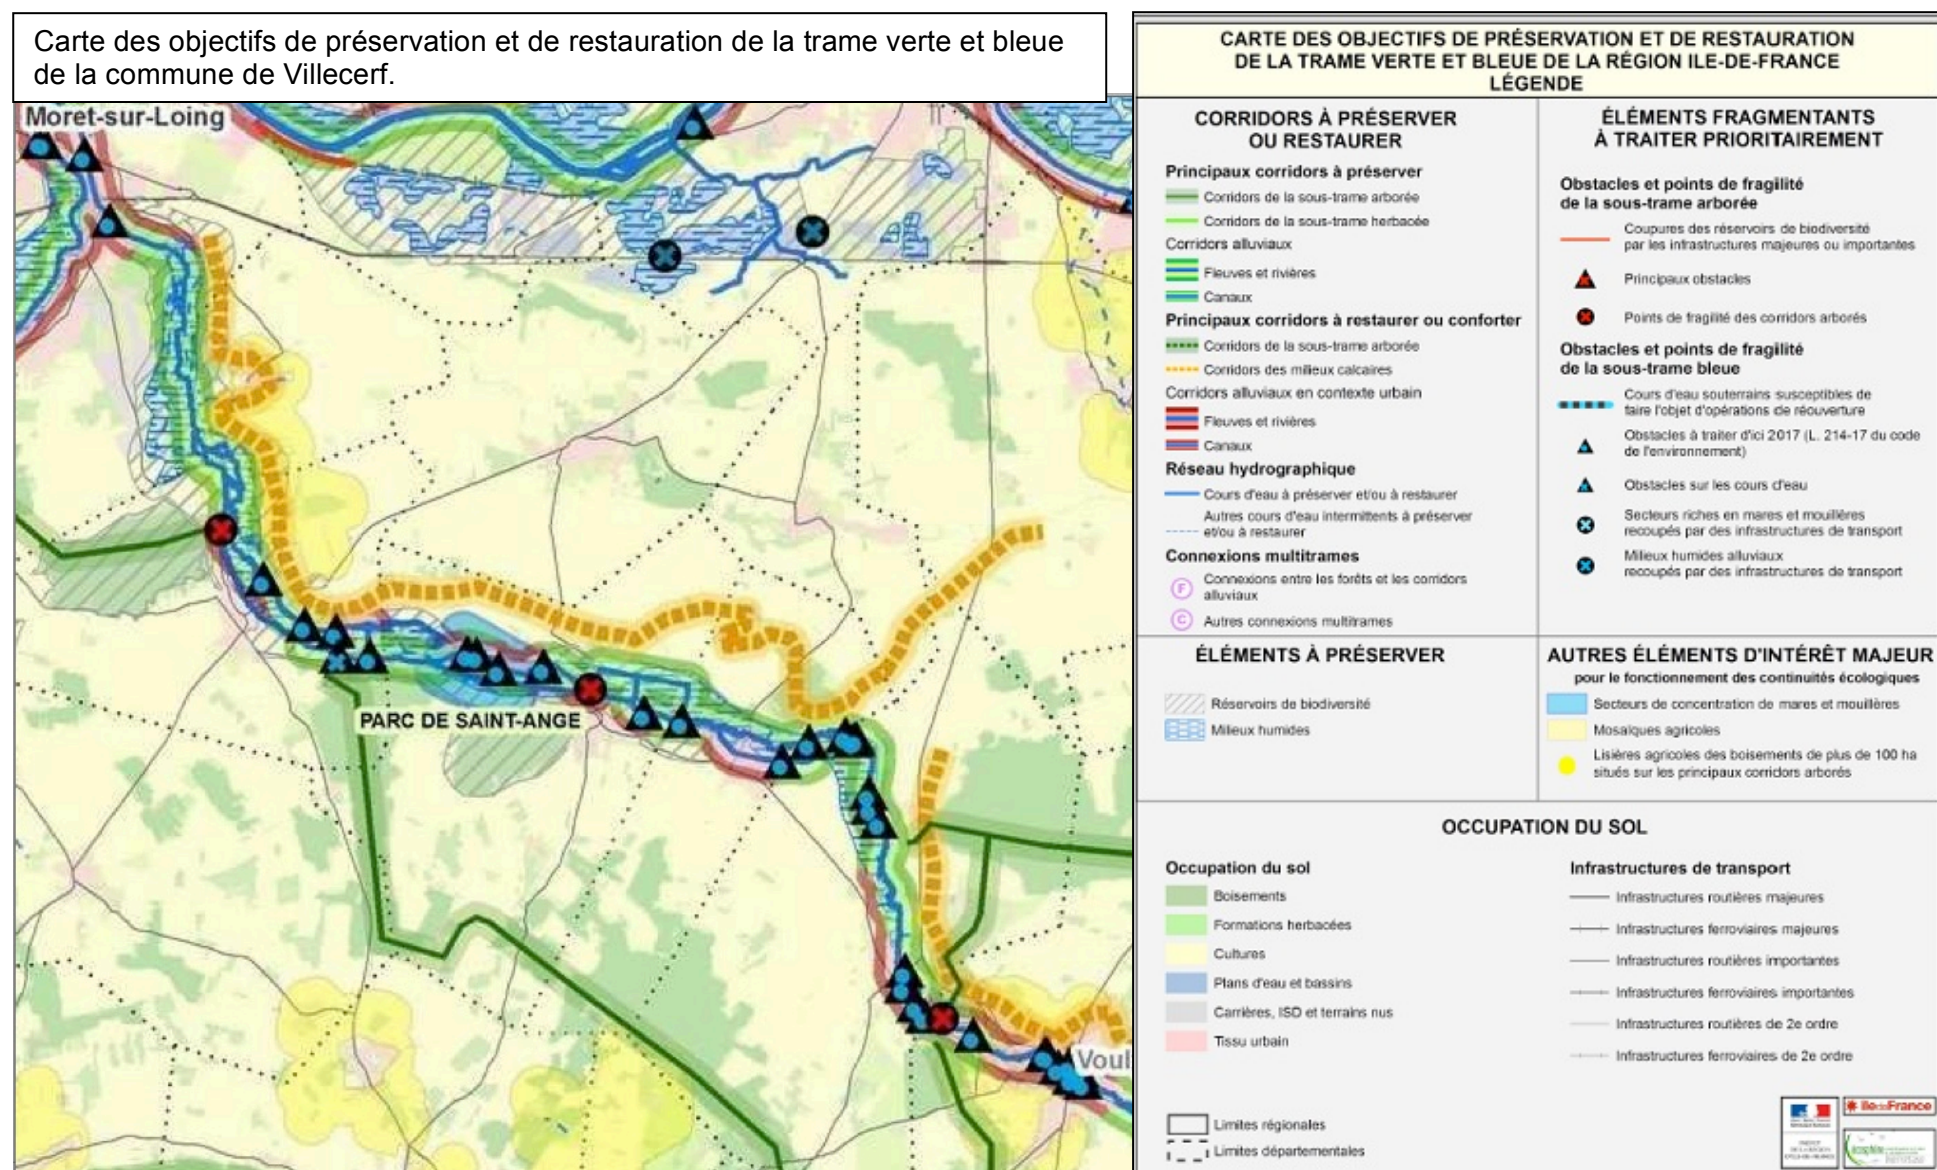 Carte des objectifs de préservation et de restauration de la trame verte et bleue
de la commune de Villecerf.
Moret-sur-Loing
PARC DE SAINT-ANGE
Voul
CARTE DES OBJECTIFS DE PRÉSERVATION ET DE RESTAURATION
DE LA TRAME VERTE ET BLEUE DE LA RÉGION ILE-DE-FRANCE
LÉGENDE
CORRIDORS À PRÉSERVER
OU RESTAURER
Principaux corridors à préserver
Corridors de la sous-trame arborée
Corridors de la sous-trame herbacée
Corridors alluviaux
Fleuves et rivières
Canaux
Principaux corridors à restaurer ou conforter
Corridors de la sous-trame arborée
Corridors des milieux calcaires
Corridors alluviaux en contexte urbain
Fleuves et rivières
Canaux
Réseau hydrographique
Cours d'eau à préserver et/ou à restaurer
Autres cours d'eau intermittents à préserver
et/ou à restaurer
Connexions multitrames
F
Connexions entre les forêts et les corridors
alluviaux
C
Autres connexions multitrames
ÉLÉMENTS FRAGMENTANTS
À TRAITER PRIORITAIREMENT
Obstacles et points de fragilité
de la sous-trame arborée
Coupures des réservoirs de biodiversité
par les infrastructures majeures ou importantes
Principaux obstacles
Points de fragilité des corridors arborés
Obstacles et points de fragilité
de la sous-trame bleue
Cours d'eau souterrains susceptibles de
faire l'objet d'opérations de réouverture
Obstacles à traiter d'ici 2017 (L. 214-17 du code
de l'environnement)
Obstacles sur les cours d'eau
Secteurs riches en mares et mouillères
recoupés par des infrastructures de transport
Milieux humides alluviaux
recoupés par des infrastructures de transport
ÉLÉMENTS À PRÉSERVER
Réservoirs de biodiversité
Milieux humides
AUTRES ÉLÉMENTS D'INTÉRÊT MAJEUR
pour le fonctionnement des continuités écologiques
Secteurs de concentration de mares et mouillères
Mosaïques agricoles
Lisières agricoles des boisements de plus de 100 ha
situés sur les principaux corridors arborés
OCCUPATION DU SOL
Occupation du sol
Boisements
Formations herbacées
Cultures
Plans d'eau et bassins
Carrières, ISD et terrains nus
Tissu urbain
Infrastructures de transport
Infrastructures routières majeures
Infrastructures ferroviaires majeures
Infrastructures routières importantes
Infrastructures ferroviaires importantes
Infrastructures routières de 2e ordre
Infrastructures ferroviaires de 2e ordre
Limites régionales
Limites départementales
îledeFrance